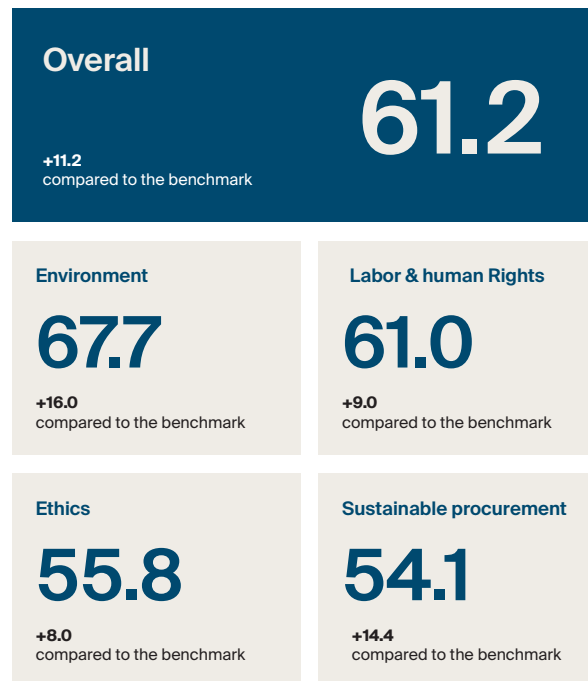 Overall
61.2
+11.2
compared to the benchmark
Environment
67.7
+16.0
compared to the benchmark
Labor & human Rights
61.0
+9.0
compared to the benchmark
Ethics
55.8
+8.0
compared to the benchmark
Sustainable procurement
54.1
+14.4
compared to the benchmark